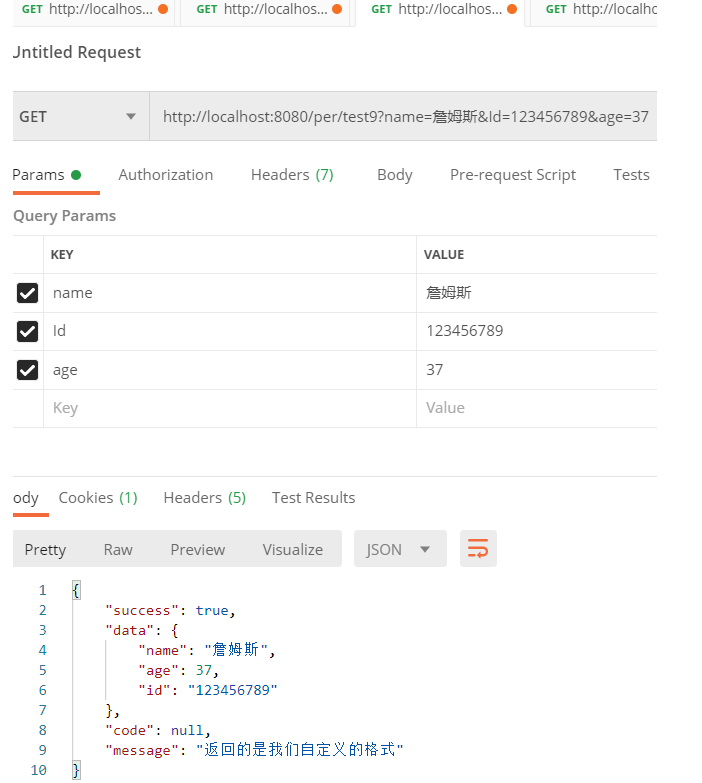 GET http://localhos... GET http://localhos... GET http://localhos... GET http://localho
Untitled Request
GET http://localhost:8080/per/test9?name=詹姆斯&Id=123456789&age=37
Params Authorization Headers (7) Body Pre-request Script Tests
Query Params
KEY VALUE
name 詹姆斯
Id 123456789
age 37
Key Value
ody Cookies (1) Headers (5) Test Results
Pretty Raw Preview Visualize JSON
1 {
2 "success": true,
3 "data": {
4 "name": "詹姆斯",
5 "age": 37,
6 "id": "123456789"
7 },
8 "code": null,
9 "message": "返回的是我们自定义的格式"
10 }